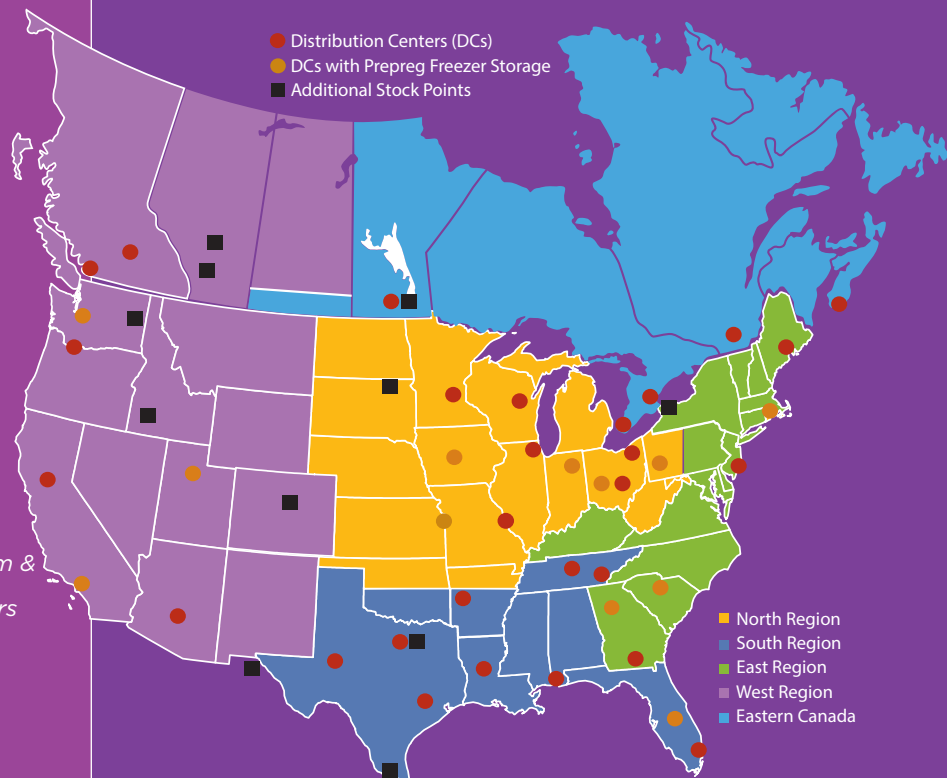 Distribution Centers (DCs)
DCs with Prepreg Freezer Storage
Additional Stock Points
&
North Region
South Region
East Region
West Region
Eastern Canada